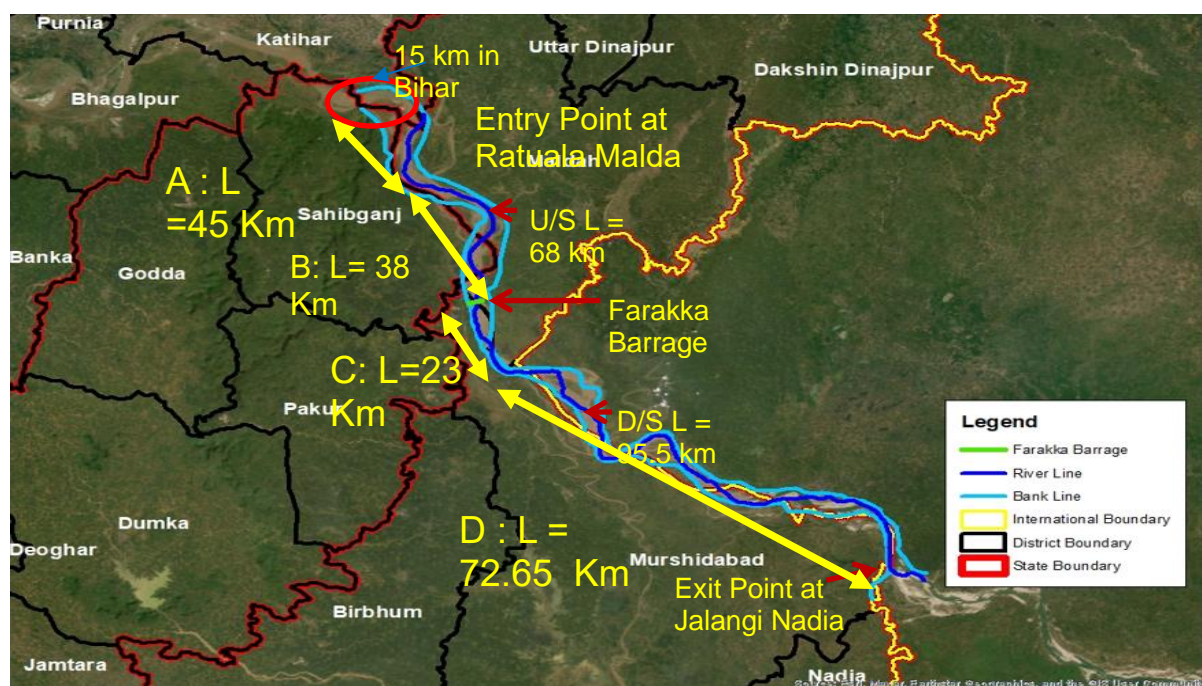 Purnia
Katihar
Uttar Dinajpur
Dakshin Dinajpur
15 km in
Bihar
Bhagalpur
Entry Point at
Ratuala Malda
A : L
=45 Km
Sahibganj
U/S L =
68 km
Banka
Godda
B: L= 38
Km
Farakka
Barrage
C: L=23
Km
Pakur
D/S L =
95.5 km
Legend
Farakka Barrage
River Line
Bank Line
International Boundary
District Boundary
State Boundary
Dumka
Deoghar
D : L =
72.65 Km
Murshidabad
Exit Point at
Jalangi Nadia
Birbhum
Jamtara
Nadia